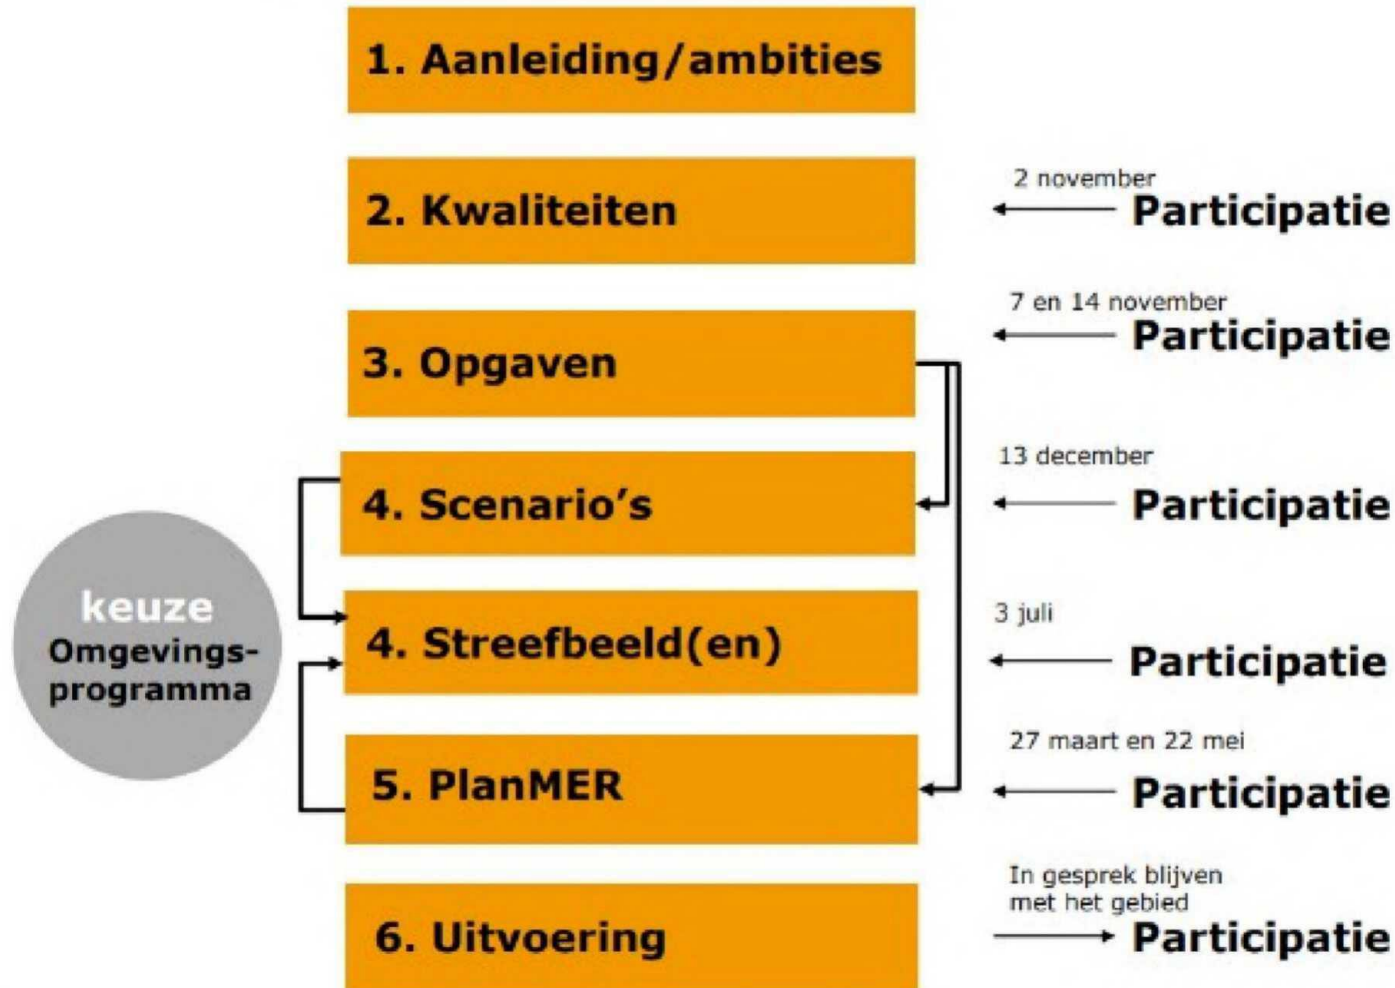 1. Aanleiding/ambities
2. Kwaliteiten
2 november
Participatie
3. Opgaven
7 en 14 november
Participatie
4. Scenario's
13 december
Participatie
keuze
Omgevings-
programma
4. Streefbeeld(en)
3 juli
Participatie
5. PlanMER
27 maart en 22 mei
Participatie
6. Uitvoering
In gesprek blijven
met het gebied
Participatie